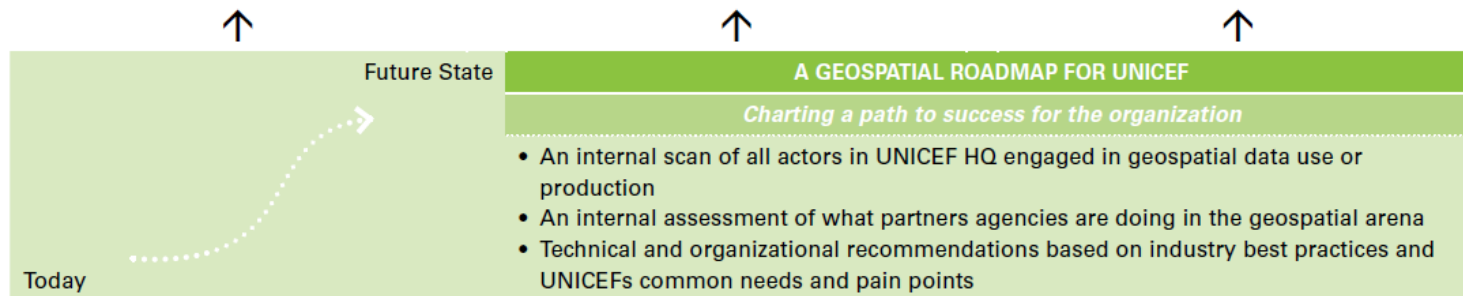 Future State
A GEOSPATIAL ROADMAP FOR UNICEF
Charting a path to success for the organization
• An internal scan of all actors in UNICEF HQ engaged in geospatial data use or
production
• An internal assessment of what partners agencies are doing in the geospatial arena
• Technical and organizational recommendations based on industry best practices and
UNICEFs common needs and pain points
Today